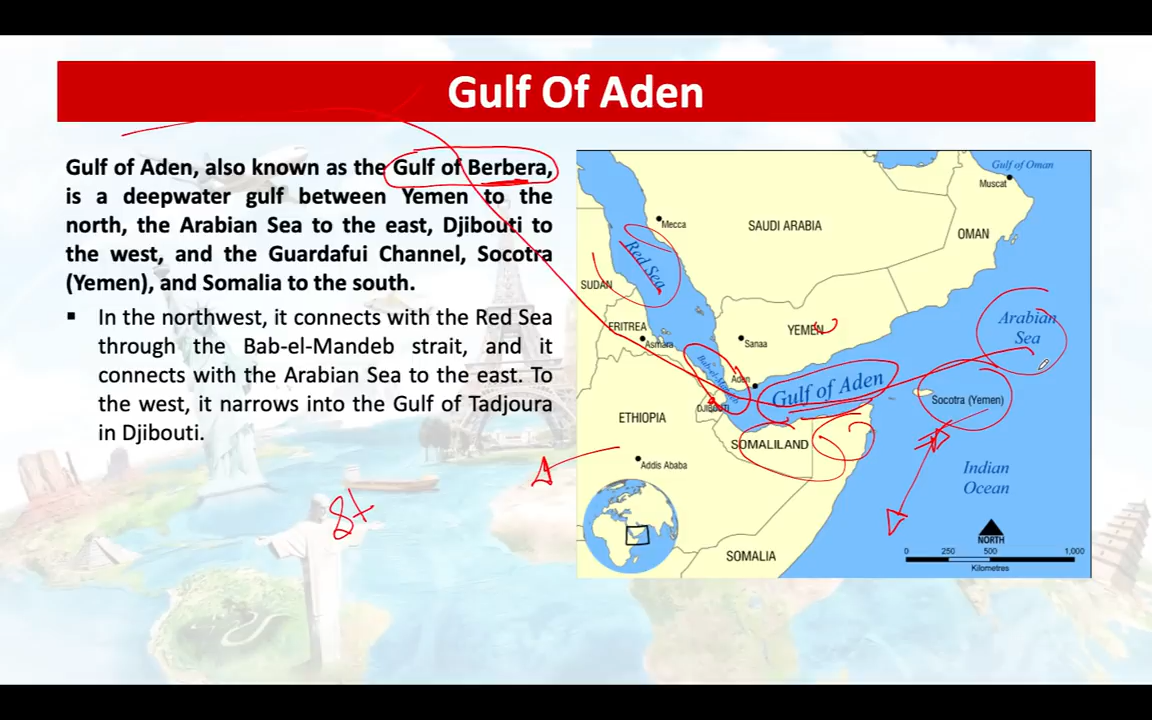 Gulf Of Aden
Gulf of Aden, also known as the Gulf of Berbera,
is a deepwater gulf between Yemen to the
north, the Arabian Sea to the east, Djibouti to
the west, and the Guardafui Channel, Socotra
(Yemen), and Somalia to the south.
▪ In the northwest, it connects with the Red Sea
through the Bab-el-Mandeb strait, and it
connects with the Arabian Sea to the east. To
the west, it narrows into the Gulf of Tadjoura
in Djibouti.
Gulf of Oman
Muscat
Mecca
SAUDI ARABIA
OMAN
Red Sea
SUDAN
ERITREA
Asmara
YEMEN
Sanaa
Arabian
Sea
Bab-el-Mandeb
Aden
Gulf of Aden
Socotra (Yemen)
DJIBOUTI
ETHIOPIA
SOMALILAND
Addis Ababa
Indian
Ocean
SOMALIA
NORTH
0 250 500 1,000
Kilometres